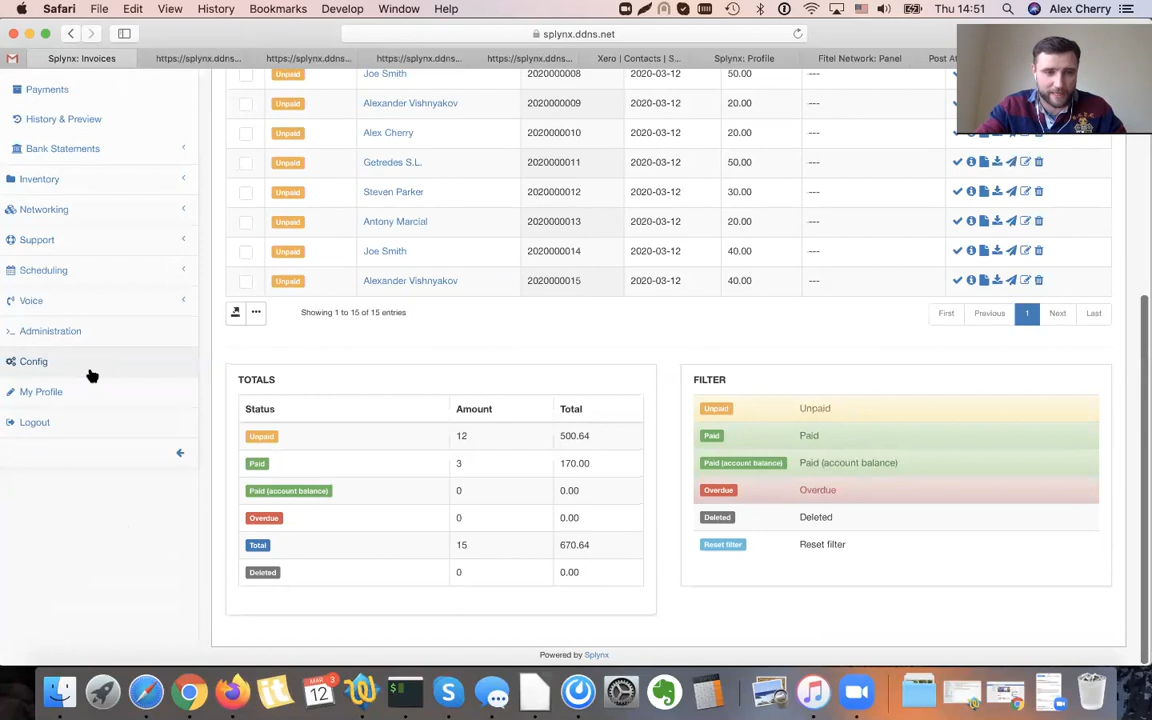 Safari File Edit View History Bookmarks Develop Window Help Thu 14:51 Alex Cherry
splynx.ddns.net
Splynx: Invoices https://splynx.ddns... https://splynx.ddns... https://splynx.ddns... https://splynx.ddns... Xero | Contacts | S... Splynx: Profile Fitel Network: Panel Post At
Payments
History & Preview
Bank Statements
Inventory
Networking
Support
Scheduling
Voice
Administration
Config
My Profile
Logout
Unpaid Joe Smith 2020000008 2020-03-12 50.00 ---
Unpaid Alexander Vishnyakov 2020000009 2020-03-12 20.00 ---
Unpaid Alex Cherry 2020000010 2020-03-12 20.00 ---
Unpaid Getredes S.L. 2020000011 2020-03-12 50.00 ---
Unpaid Steven Parker 2020000012 2020-03-12 30.00 ---
Unpaid Antony Marcial 2020000013 2020-03-12 20.00 ---
Unpaid Joe Smith 2020000014 2020-03-12 40.00 ---
Unpaid Alexander Vishnyakov 2020000015 2020-03-12 40.00 ---
Showing 1 to 15 of 15 entries First Previous 1 Next Last
TOTALS
Status Amount Total
Unpaid 12 500.64
Paid 3 170.00
Paid (account balance) 0 0.00
Overdue 0 0.00
Total 15 670.64
Deleted 0 0.00
FILTER
Unpaid Unpaid
Paid Paid
Paid (account balance) Paid (account balance)
Overdue Overdue
Deleted Deleted
Reset filter Reset filter
Powered by Splynx
MAR
12
3